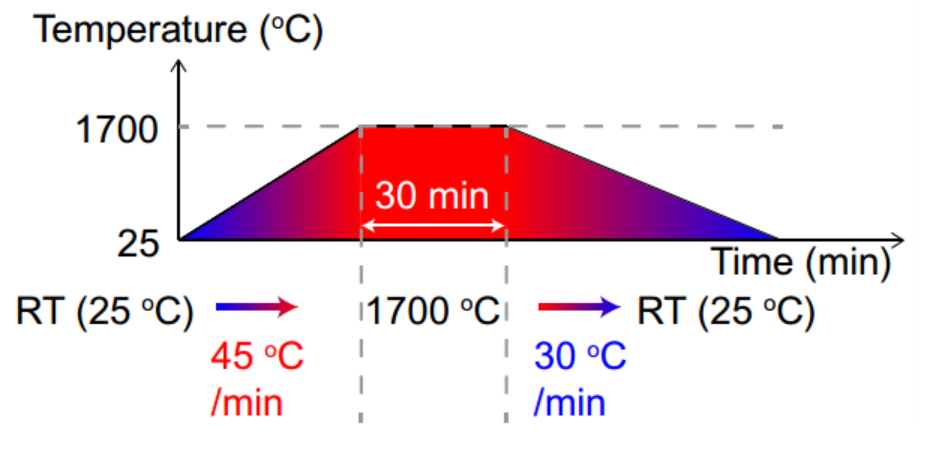 Temperature (°C)
1700
30 min
25
Time (min)
RT (25 °C) 1700 °C RT (25 °C)
45 °C
/min
30 °C
/min